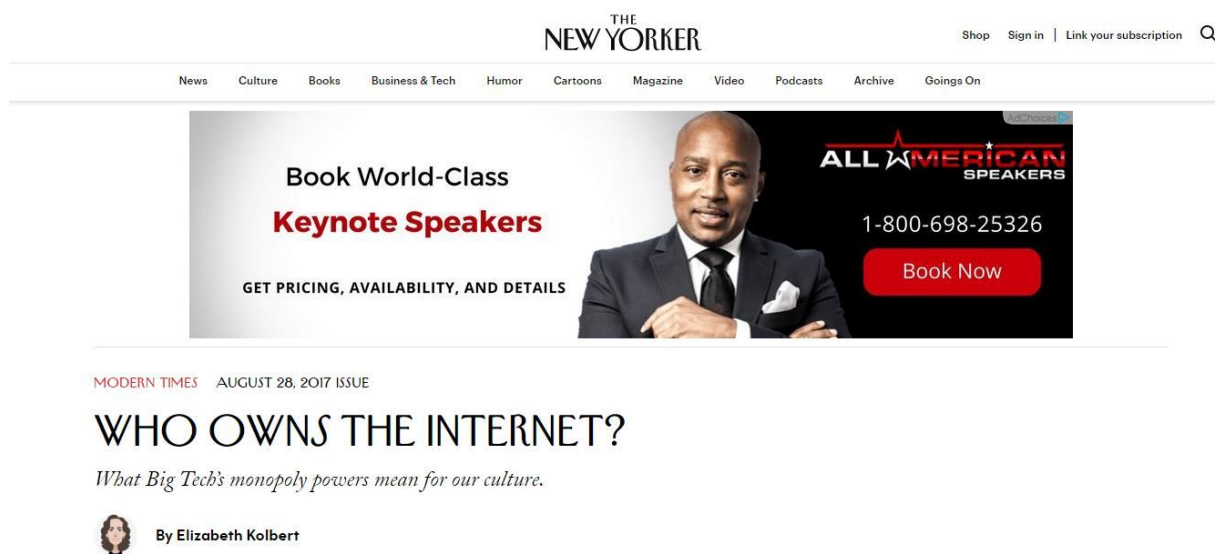 THE
NEW YORKER
Shop Sign in | Link your subscription
News Culture Books Business & Tech Humor Cartoons Magazine Video Podcasts Archive Goings On
AdChoices
Book World-Class
Keynote Speakers
GET PRICING, AVAILABILITY, AND DETAILS
ALL AMERICAN
SPEAKERS
1-800-698-25326
Book Now
MODERN TIMES AUGUST 28, 2017 ISSUE
WHO OWNS THE INTERNET?
What Big Tech's monopoly powers mean for our culture.
By Elizabeth Kolbert